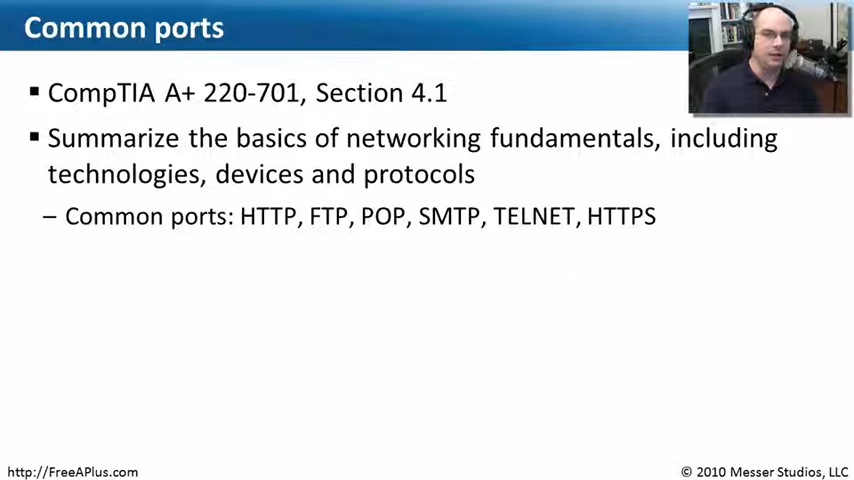 Common ports
▪ CompTIA A+ 220-701, Section 4.1
▪ Summarize the basics of networking fundamentals, including
technologies, devices and protocols
– Common ports: HTTP, FTP, POP, SMTP, TELNET, HTTPS
http://FreeAPlus.com
© 2010 Messer Studios, LLC